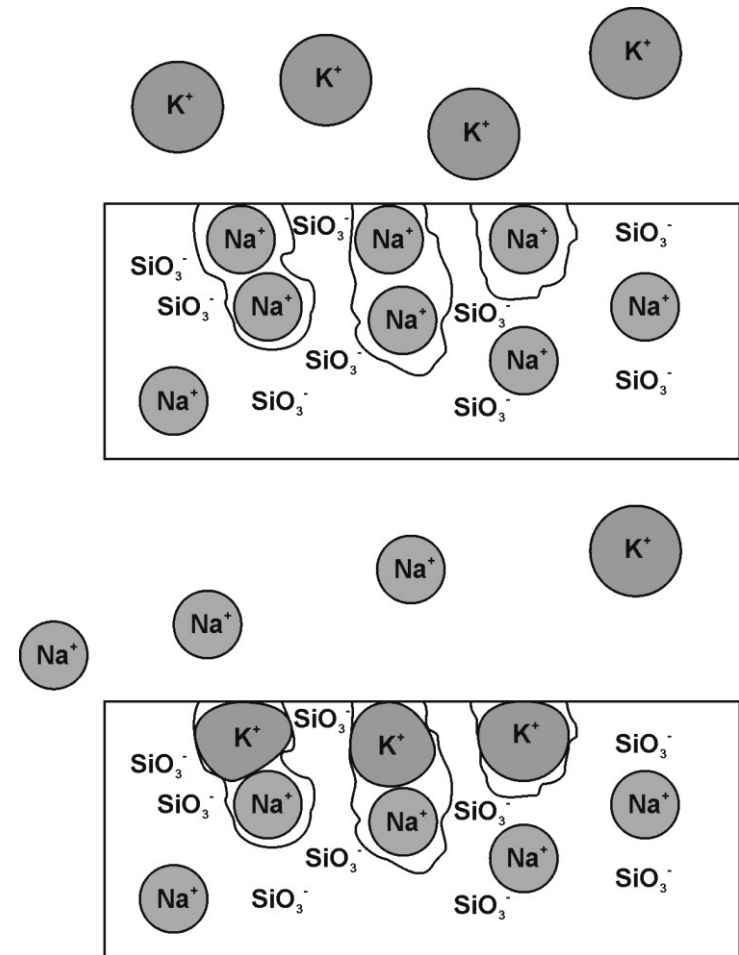 K⁺
K⁺
K⁺
K⁺
Na⁺ SiO₃⁻ Na⁺ Na⁺ SiO₃⁻
SiO₃⁻
SiO₃⁻ Na⁺ Na⁺ SiO₃⁻ Na⁺
SiO₃⁻ Na⁺ SiO₃⁻
Na⁺ SiO₃⁻ SiO₃⁻
K⁺
Na⁺
Na⁺
Na⁺
K⁺ SiO₃⁻ K⁺ K⁺ SiO₃⁻
SiO₃⁻
SiO₃⁻ Na⁺ Na⁺ SiO₃⁻ Na⁺
SiO₃⁻ Na⁺ SiO₃⁻
Na⁺ SiO₃⁻ SiO₃⁻